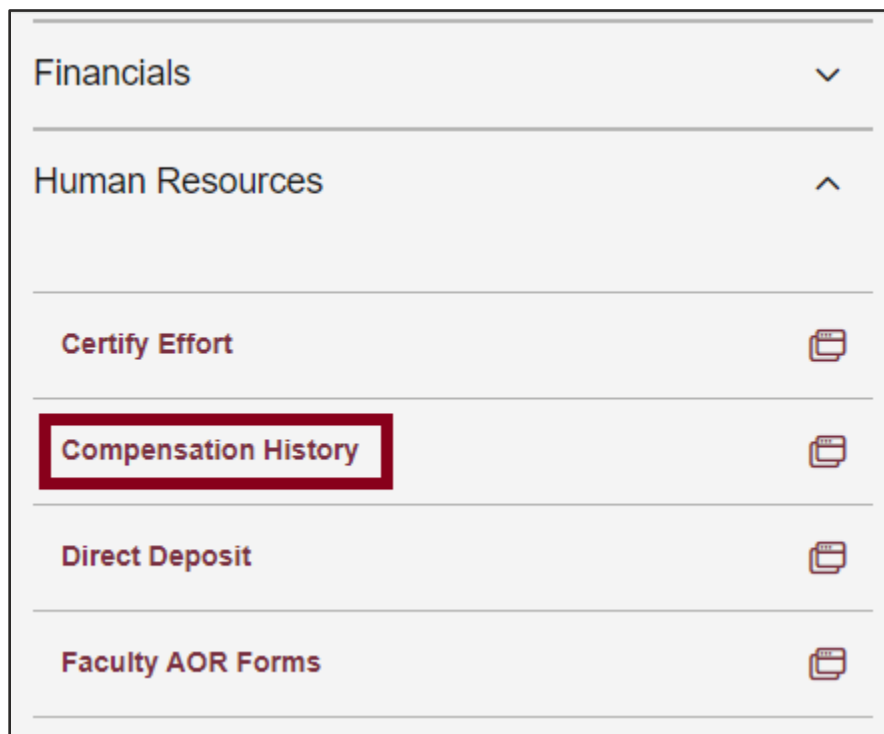 Financials
Human Resources
Certify Effort
Compensation History
Direct Deposit
Faculty AOR Forms